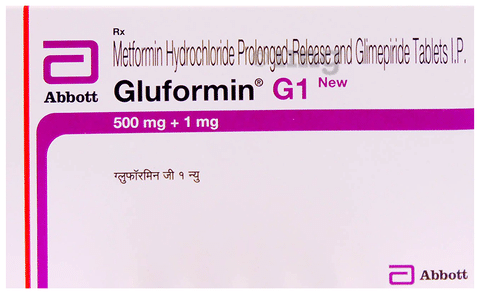 Rx
Metformin Hydrochloride Prolonged-Release and Glimepiride Tablets I.P.
Abbott
Gluformin® G1 New
500 mg + 1 mg
ग्लुफॉरमिन जी १ न्यु
Abbott